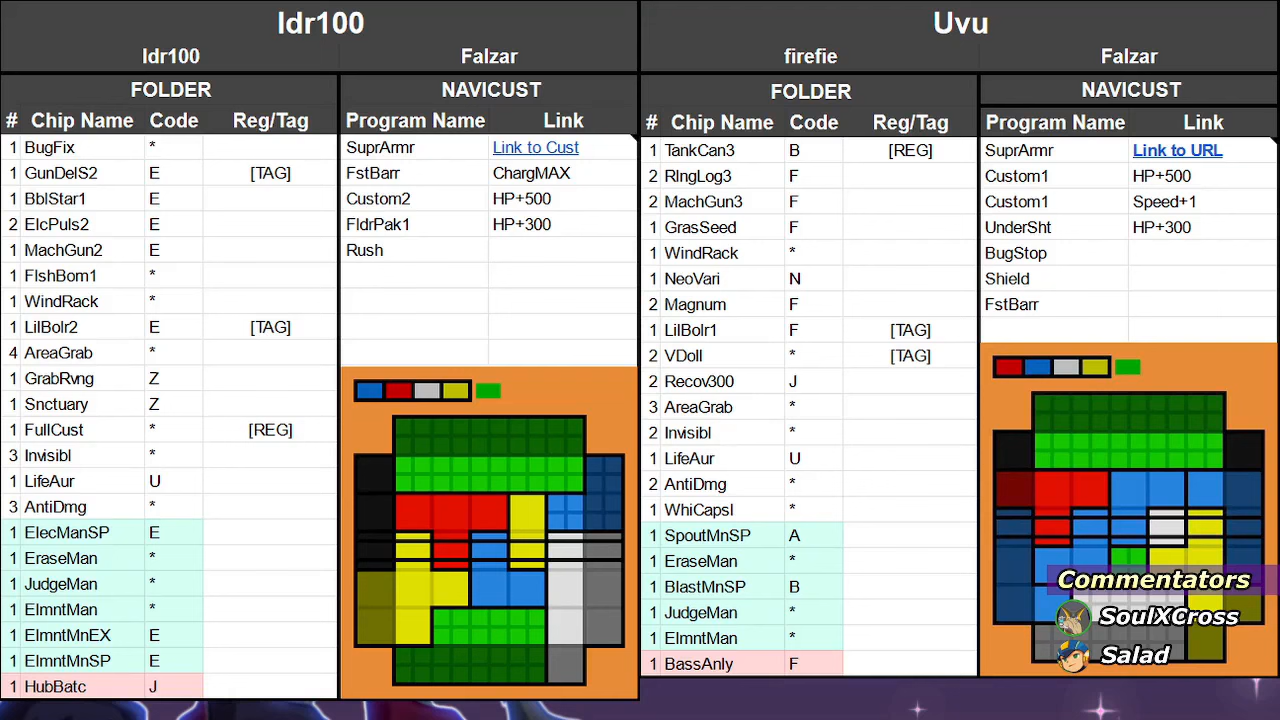 Idr100
Idr100 Falzar
FOLDER NAVICUST
# Chip Name Code Reg/Tag Program Name Link
1 BugFix * SuprArmr Link to Cust
1 GunDelS2 E [TAG] FstBarr ChargMAX
1 BblStar1 E Custom2 HP+500
2 ElcPuls2 E FldrPak1 HP+300
1 MachGun2 E Rush
1 FlshBom1 *
1 WindRack *
1 LilBolr2 E [TAG]
4 AreaGrab *
1 GrabRvng Z
1 Snctuary Z
1 FullCust * [REG]
3 Invisibl *
1 LifeAur U
3 AntiDmg *
1 ElecManSP E
1 EraseMan *
1 JudgeMan *
1 ElmntMan *
1 ElmntMnEX E
1 ElmntMnSP E
1 HubBatc J
Uvu
firefie Falzar
FOLDER NAVICUST
# Chip Name Code Reg/Tag Program Name Link
1 TankCan3 B [REG] SuprArmr Link to URL
2 RlngLog3 F Custom1 HP+500
2 MachGun3 F Custom1 Speed+1
1 GrasSeed F UnderSht HP+300
1 WindRack * BugStop
1 NeoVari N Shield
2 Magnum F FstBarr
1 LilBolr1 F [TAG]
2 VDoll * [TAG]
2 Recov300 J
3 AreaGrab *
2 Invisibl *
1 LifeAur U
2 AntiDmg *
1 WhiCapsl *
1 SpoutMnSP A
1 EraseMan *
1 BlastMnSP B
1 JudgeMan *
1 ElmntMan *
1 BassAnly F
Commentators
SoulXCross
Salad